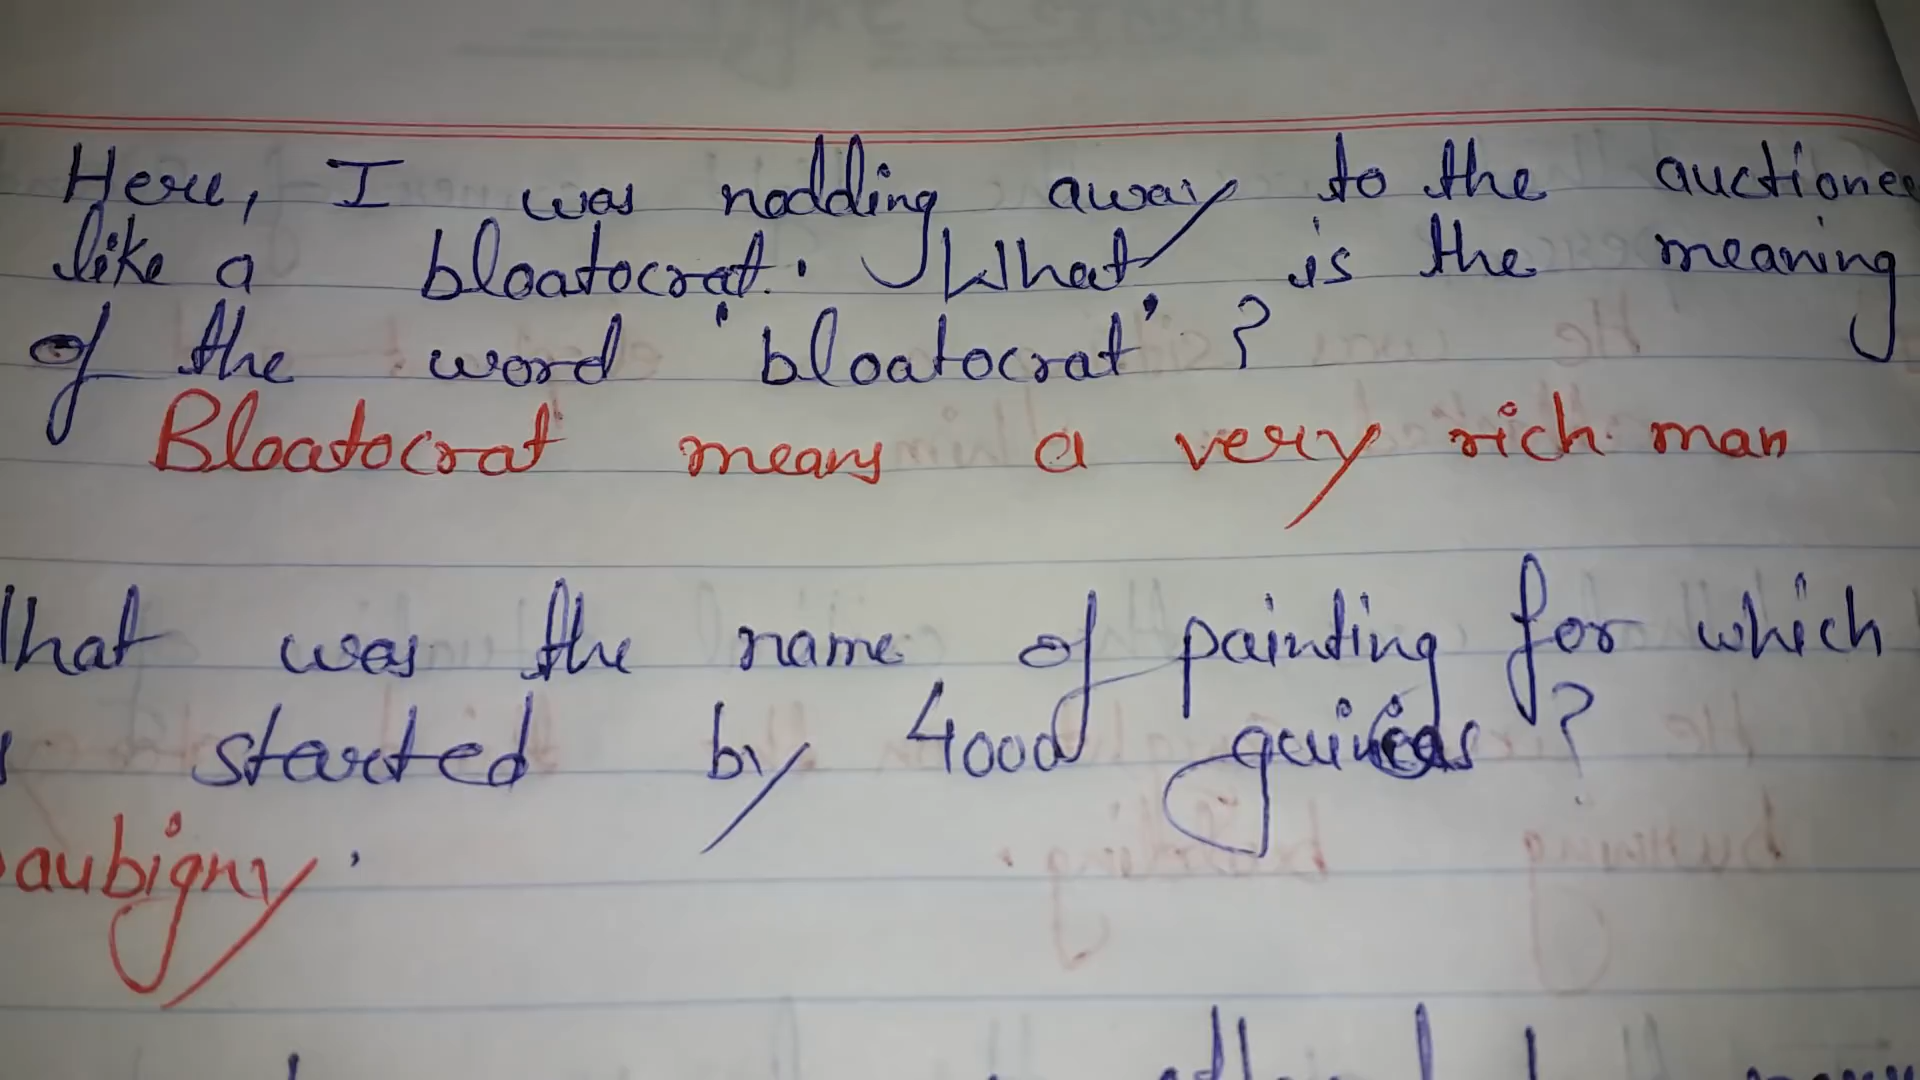 Here, I was nodding away to the auctionee
like a bloatocrat. What is the meaning
of the word 'bloatocrat'?
Bloatocrat means a very rich man
hat was the name of painting for which
started by 4000 guineas?
aubigny.